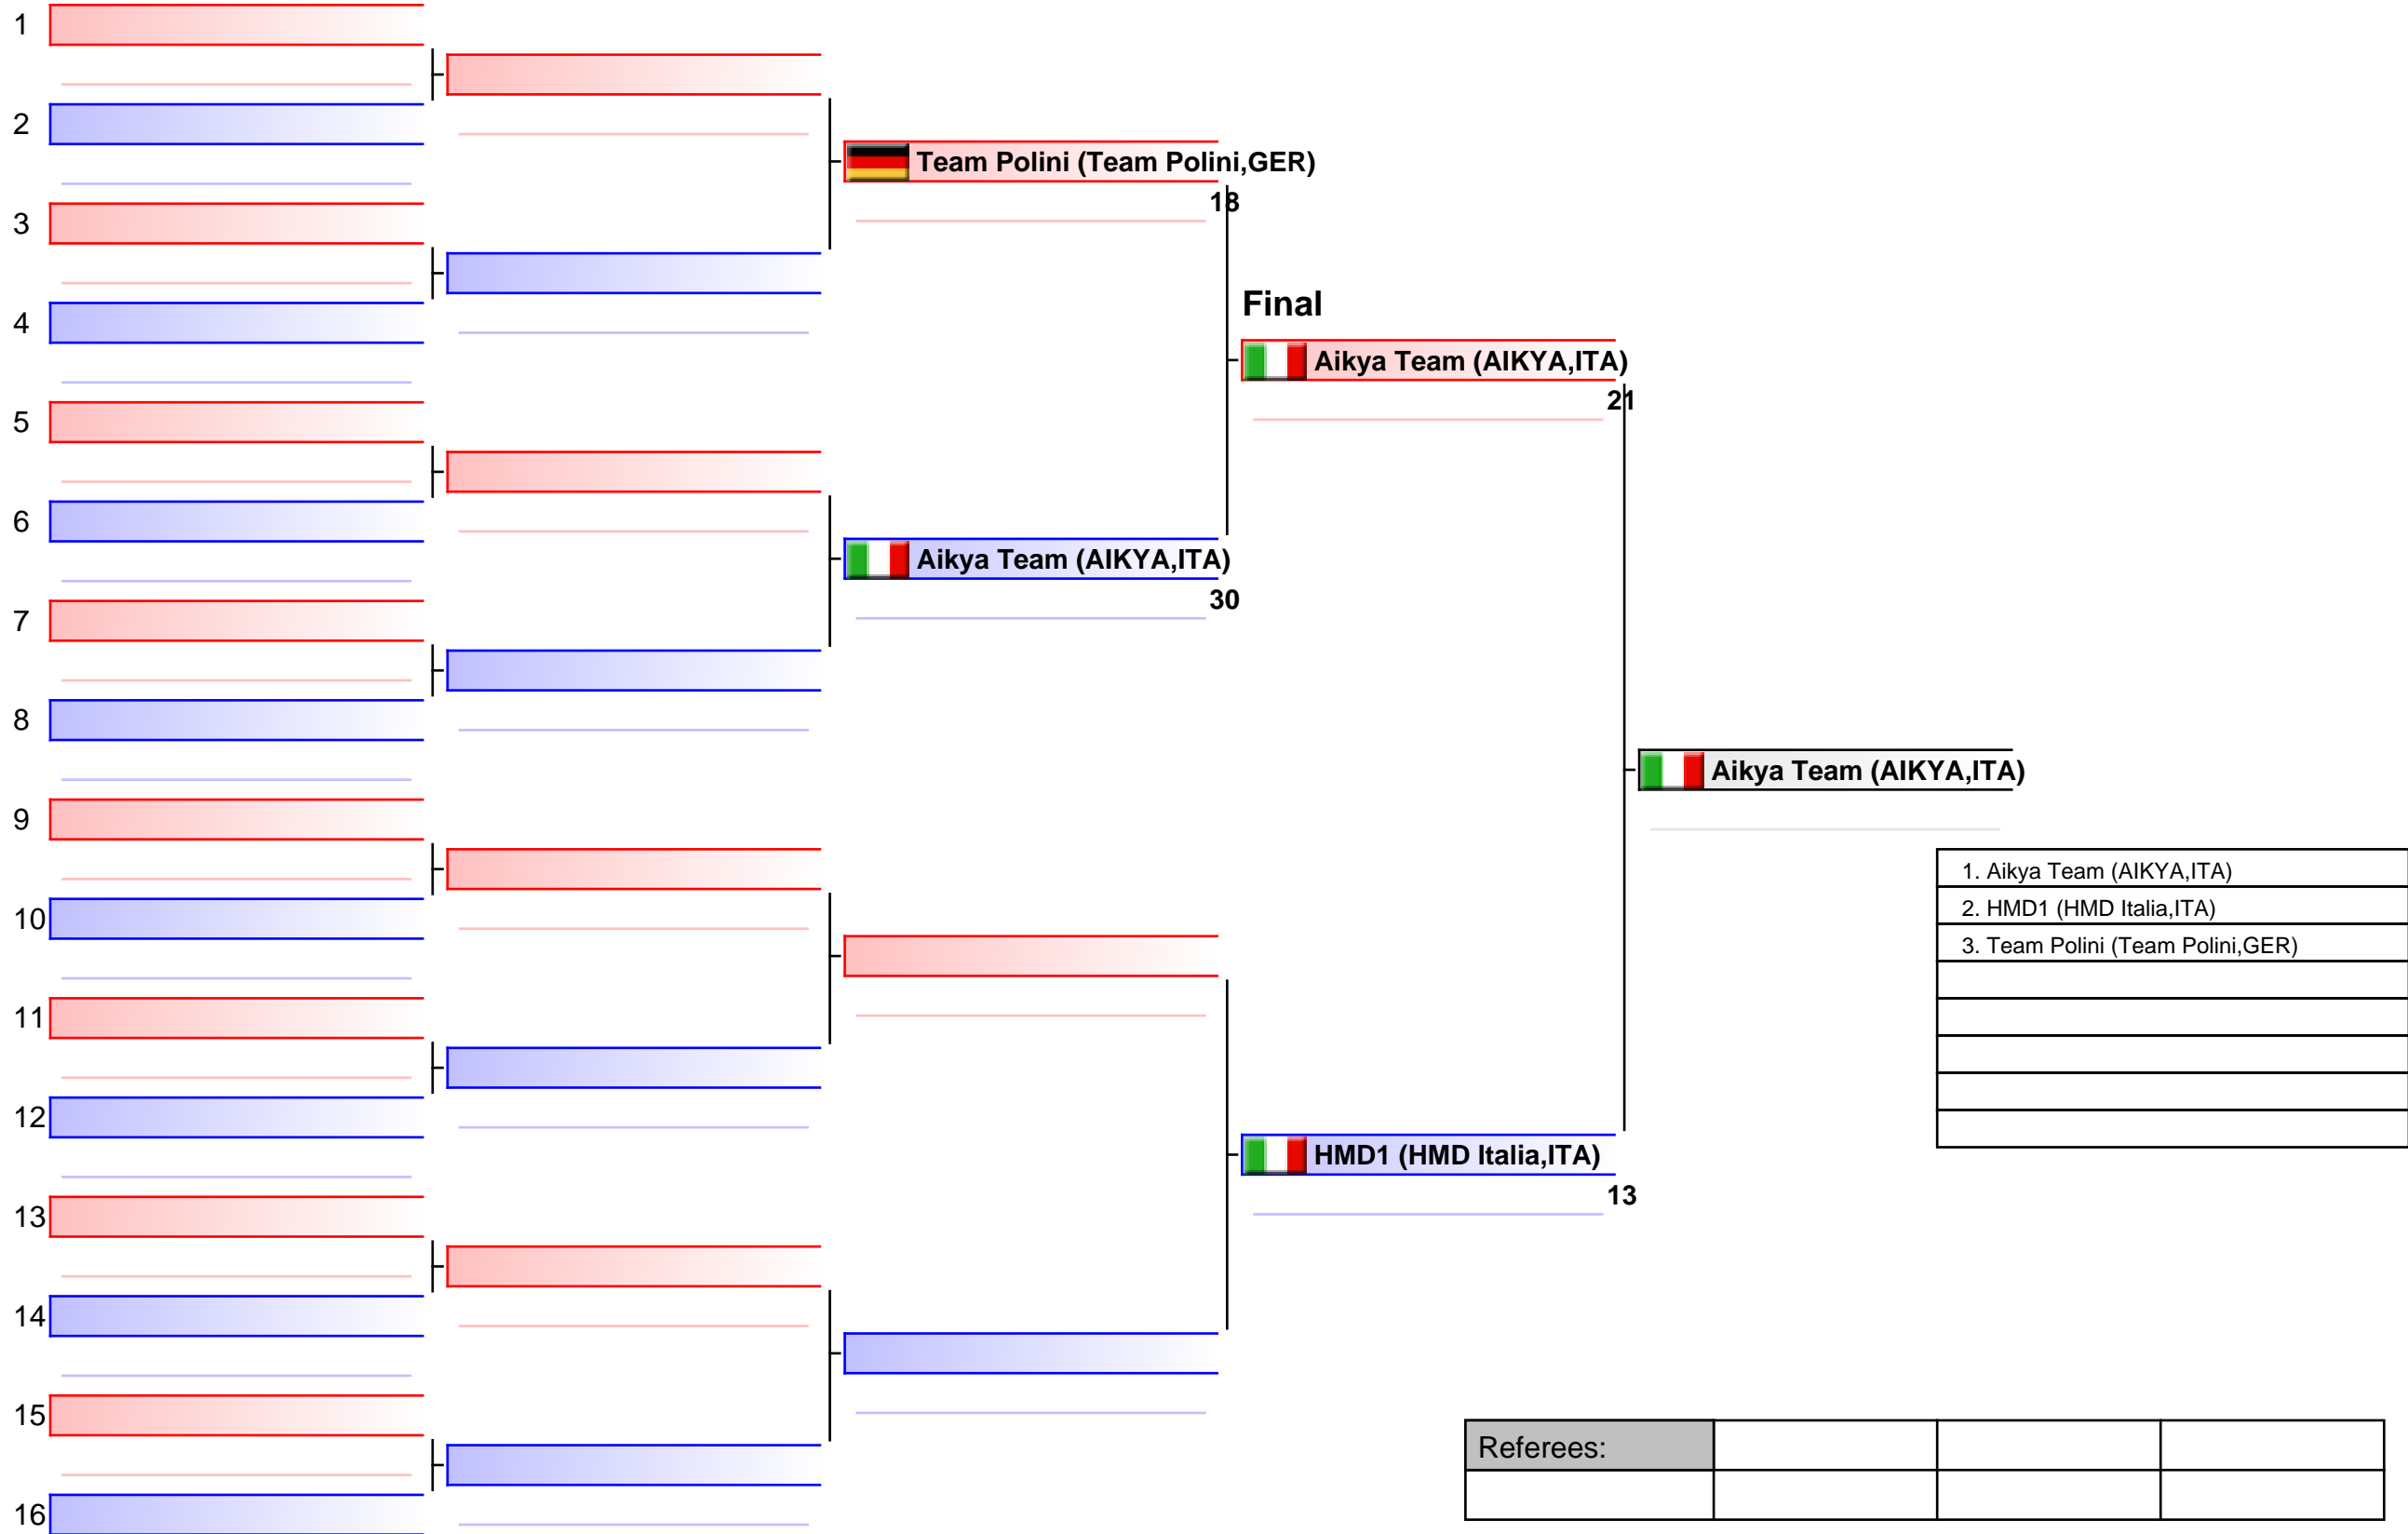 1
2
Team Polini (Team Polini,GER)
18
3
Final
4
Aikya Team (AIKYA,ITA)
21
5
6
Aikya Team (AIKYA,ITA)
30
7
8
Aikya Team (AIKYA,ITA)
9
1. Aikya Team (AIKYA,ITA)
2. HMD1 (HMD Italia,ITA)
3. Team Polini (Team Polini,GER)
10
11
12
HMD1 (HMD Italia,ITA)
13
13
14
15
Referees:
16